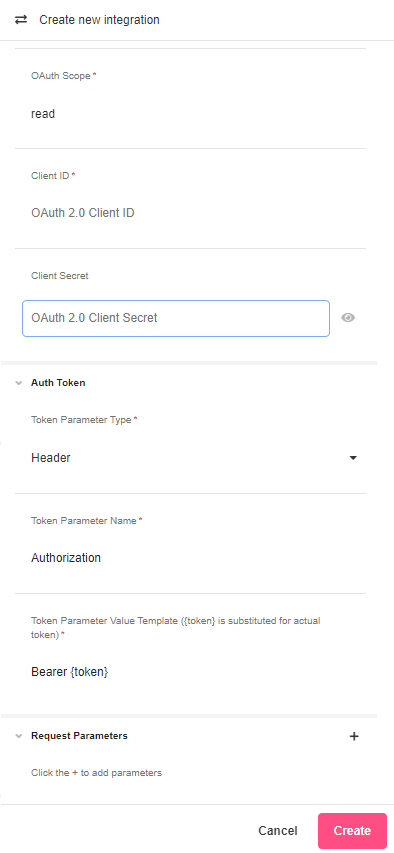 Create new integration
OAuth Scope *
read
Client ID *
OAuth 2.0 Client ID
Client Secret
OAuth 2.0 Client Secret
Auth Token
Token Parameter Type *
Header
Token Parameter Name *
Authorization
Token Parameter Value Template ({token} is substituted for actual
token) *
Bearer {token}
Request Parameters +
Click the + to add parameters
Cancel Create